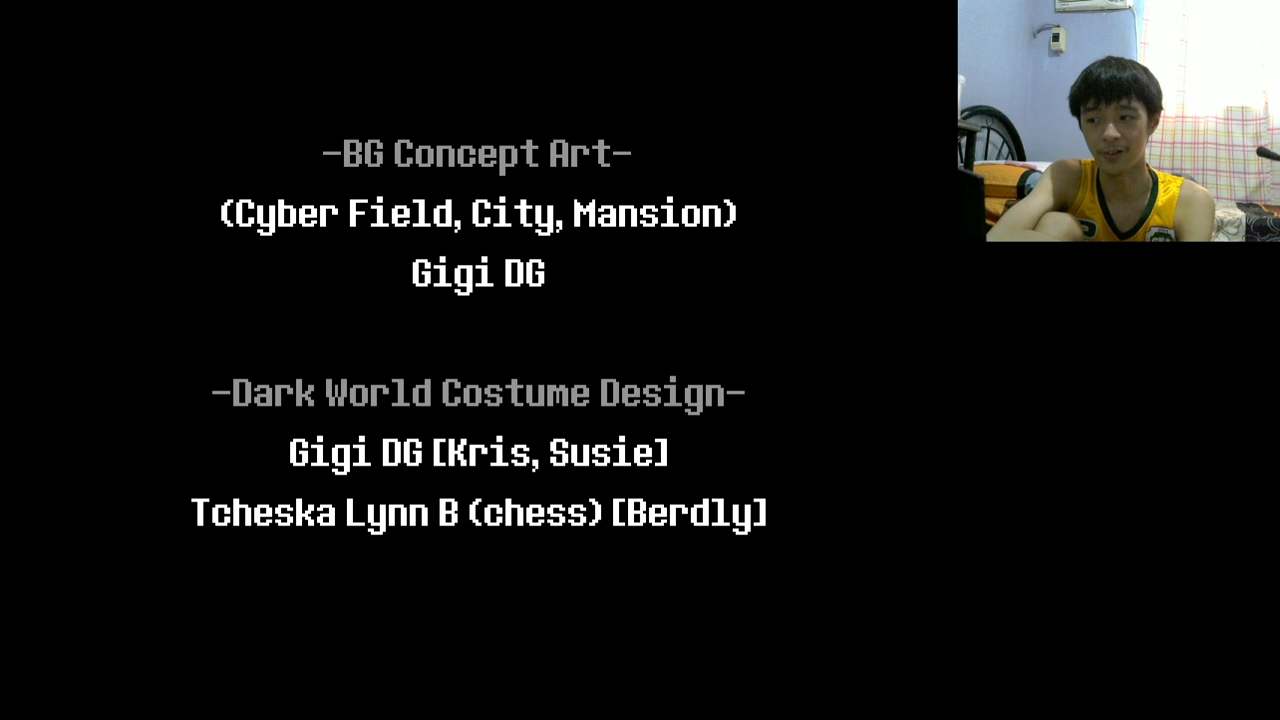 -BG Concept Art-
(Cyber Field, City, Mansion)
Gigi DG
-Dark World Costume Design-
Gigi DG [Kris, Susie]
Tcheska Lynn B (chess) [Berdly]